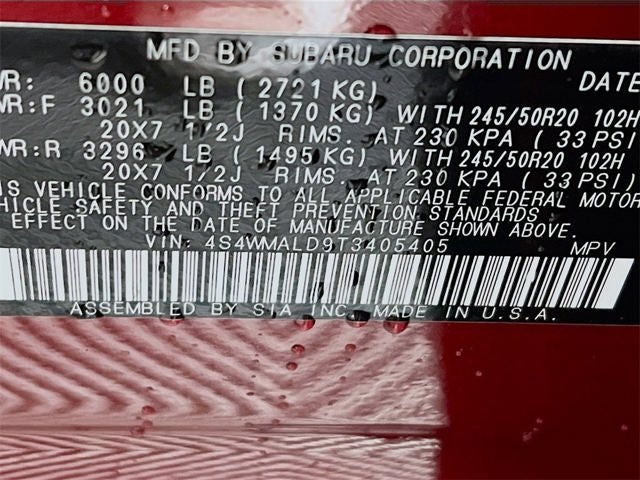 MFD BY SUBARU CORPORATION
WR: 6000 LB ( 2721 KG) DATE
WR:F 3021 LB ( 1370 KG) WITH 245/50R20 102H
20X7 1/2J RIMS. AT 230 KPA ( 33 PSI)
WR:R 3296 LB ( 1495 KG) WITH 245/50R20 102H
20X7 1/2J RIMS. AT 230 KPA ( 33 PSI)
IS VEHICLE CONFORMS TO ALL APPLICABLE FEDERAL MOTOR
EHICLE SAFETY AND THEFT PREVENTION STANDARDS
EFFECT ON THE DATE OF MANUFACTURE SHOWN ABOVE.
VIN: 4S4WMALD9T3405405 MPV
ASSEMBLED BY SIA INC. MADE IN U.S.A.